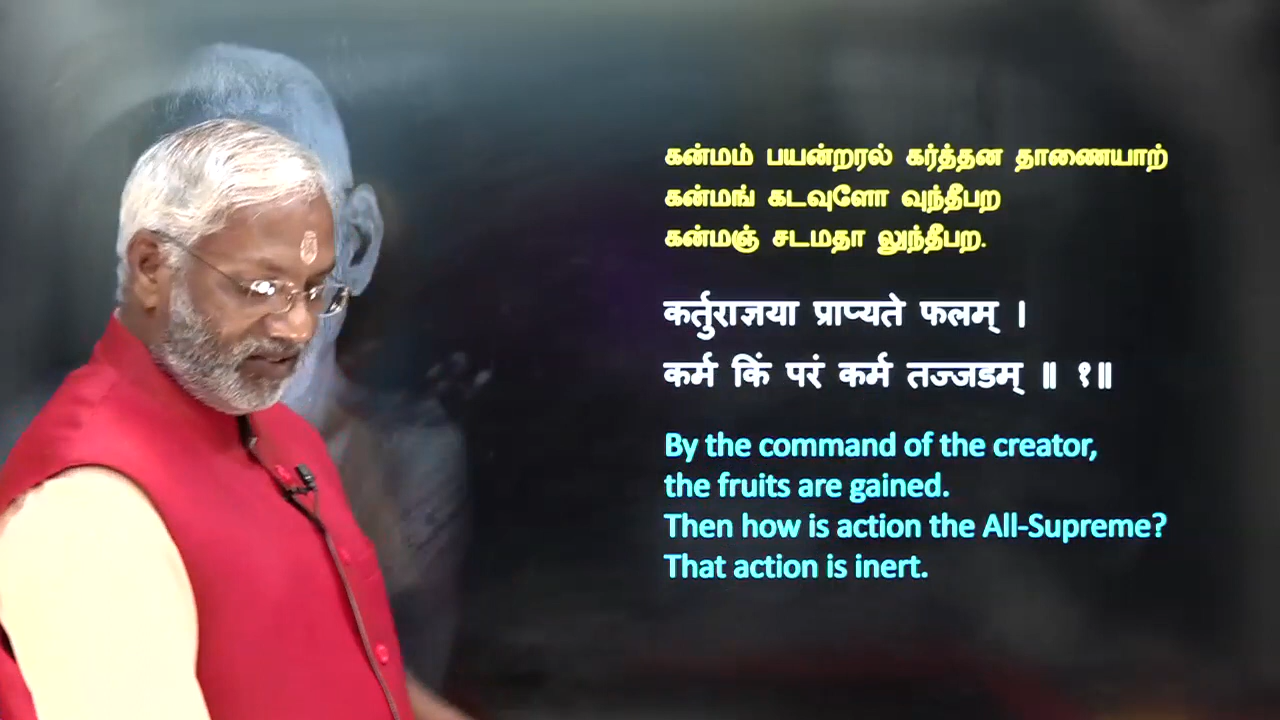 கன்மம் பயன்றரல் கர்த்தன தாணையாற்
கன்மங் கடவுளோ வுந்தீபற
கன்மஞ் சடமதா லுந்தீபற.
कर्तुराज्ञया प्राप्यते फलम् ।
कर्म किं परं कर्म तज्जडम् ॥ १॥
By the command of the creator,
the fruits are gained.
Then how is action the All-Supreme?
That action is inert.